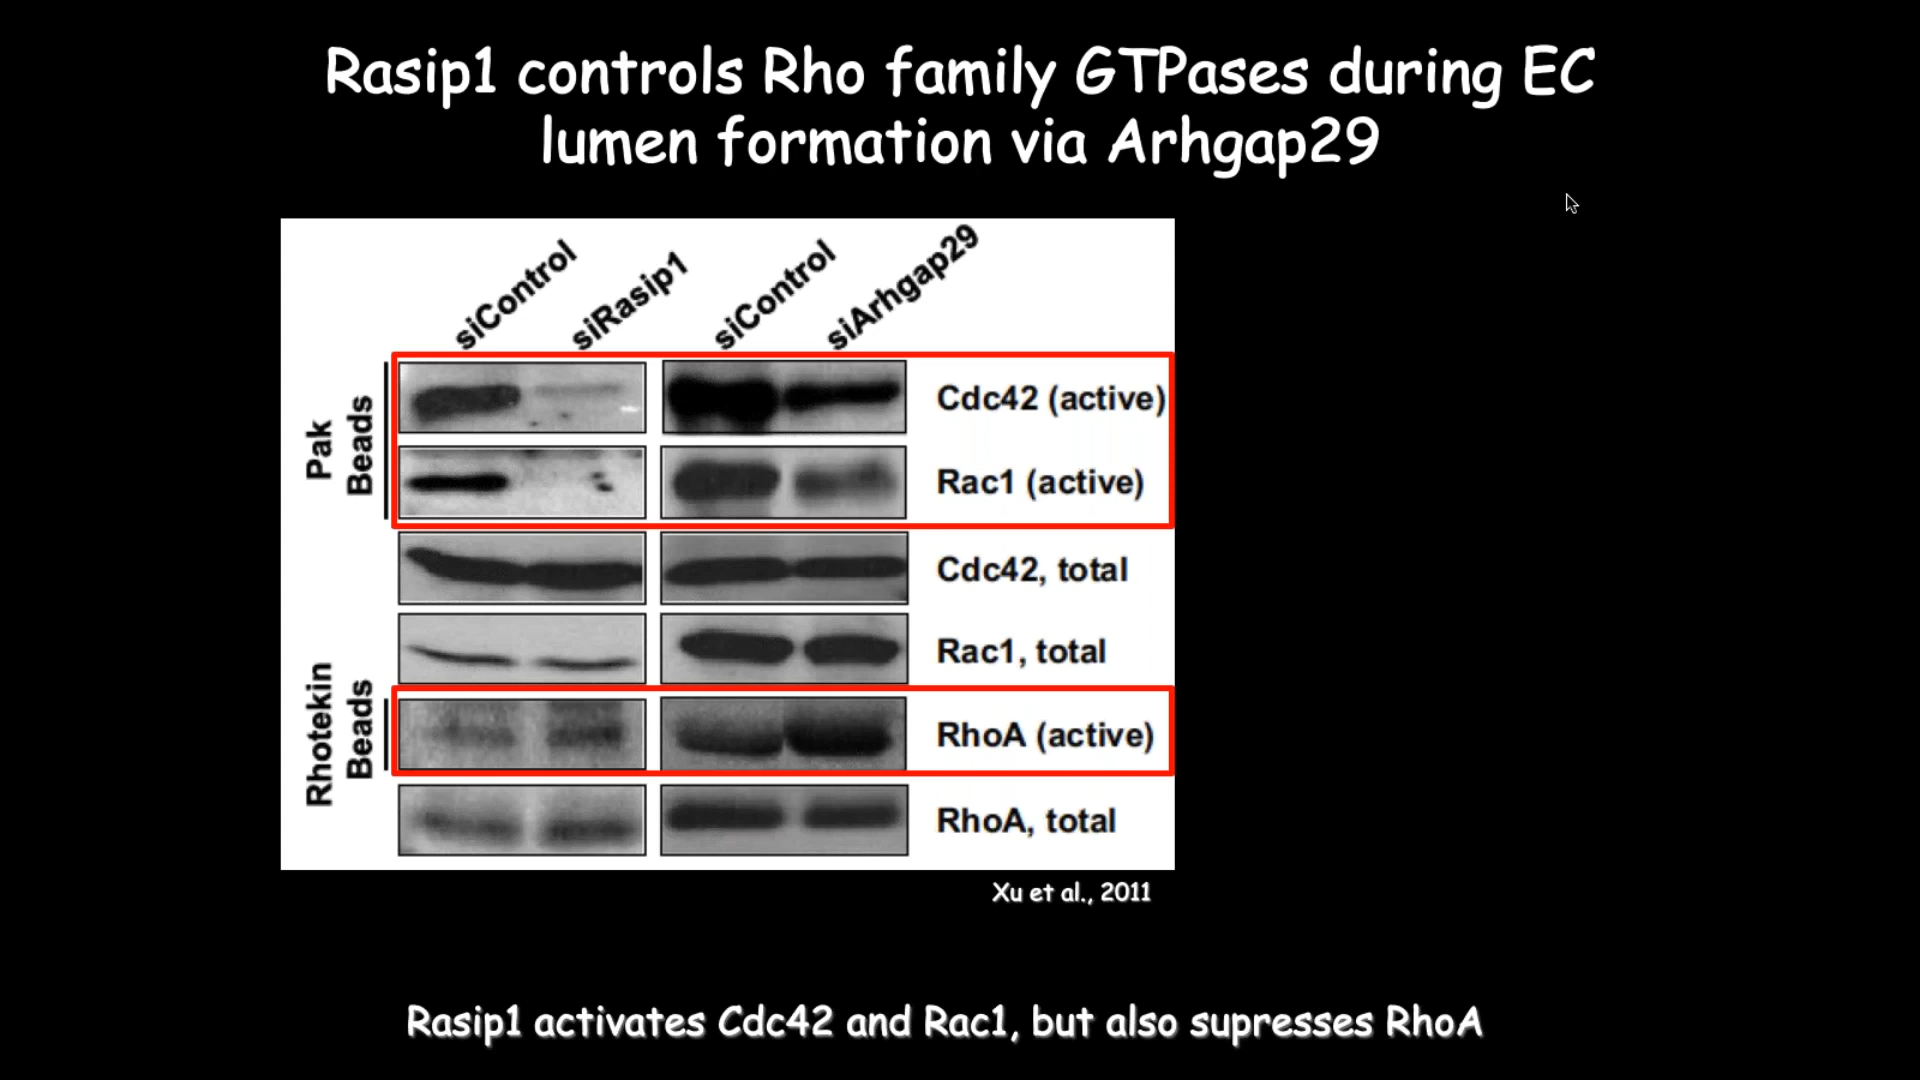 Rasip1 controls Rho family GTPases during EC
lumen formation via Arhgap29
siControl
siRasip1
siControl
siArhgap29
Pak
Beads
Cdc42 (active)
Rac1 (active)
Cdc42, total
Rac1, total
Rhotekin
Beads
RhoA (active)
RhoA, total
Xu et al., 2011
Rasip1 activates Cdc42 and Rac1, but also supresses RhoA